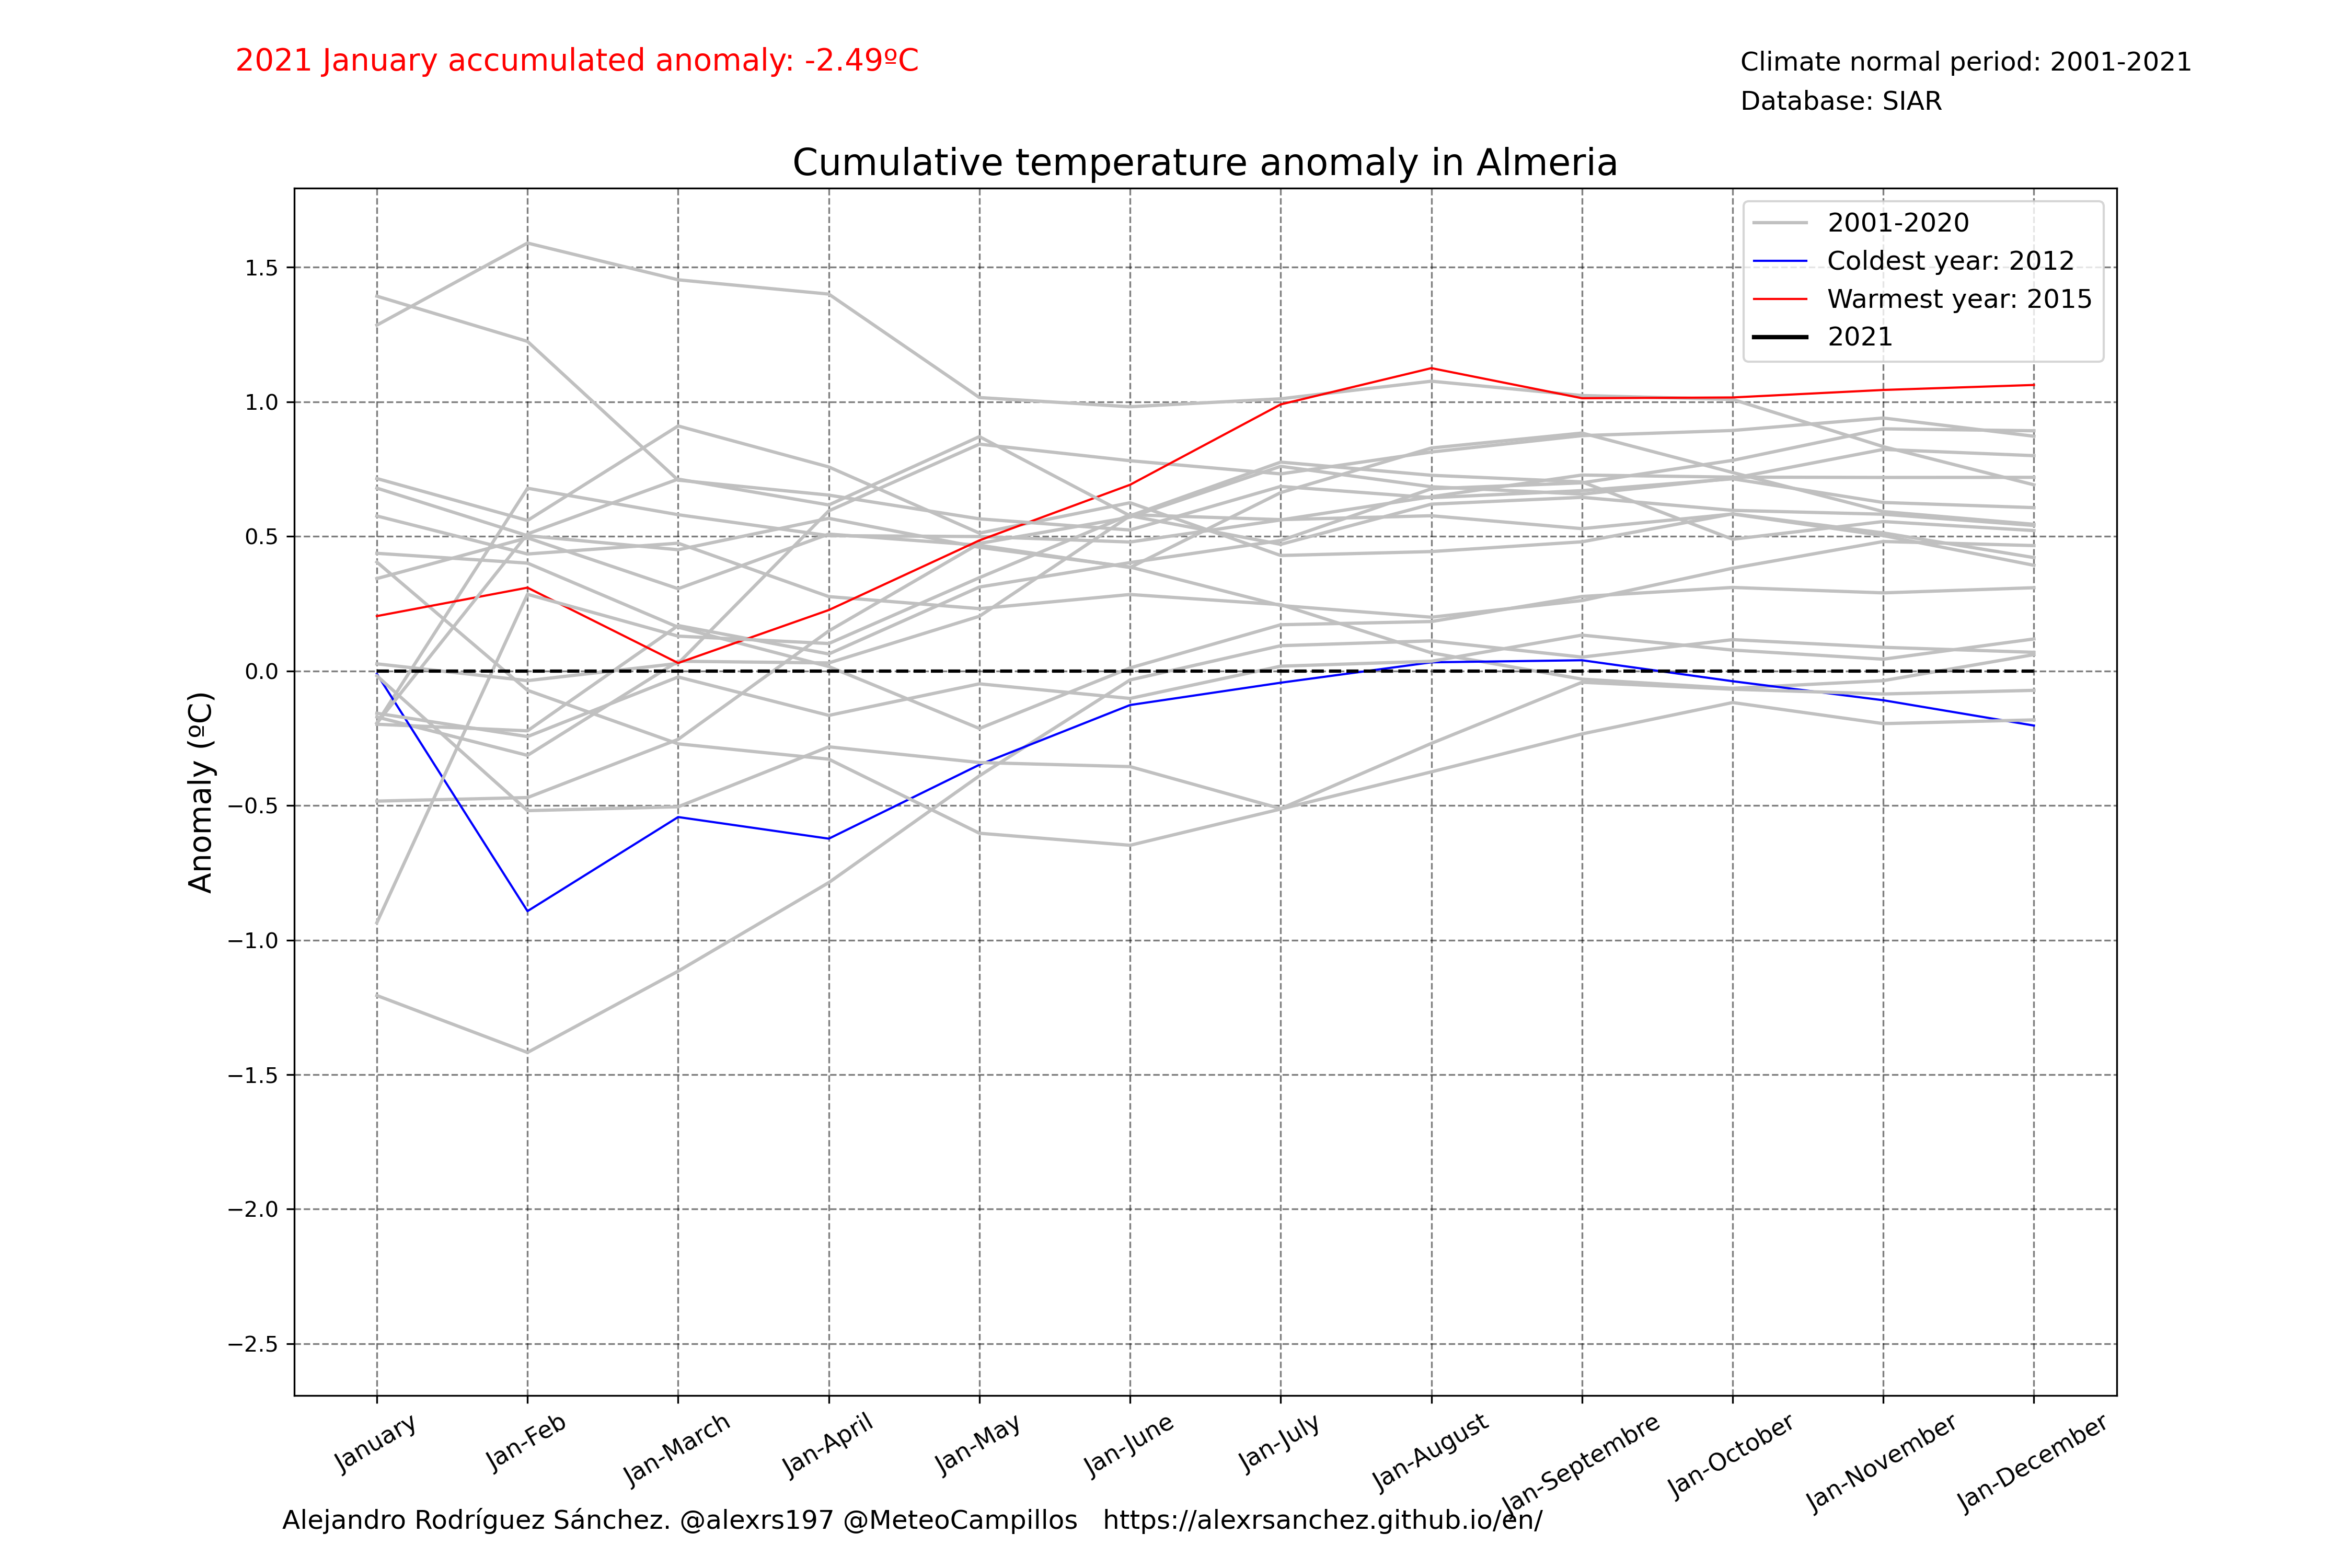 2021 January accumulated anomaly: -2.49ºC
Climate normal period: 2001-2021
Database: SIAR
Cumulative temperature anomaly in Almeria
2001-2020
Coldest year: 2012
Warmest year: 2015
2021
1.5
1.0
0.5
0.0
−0.5
−1.0
−1.5
−2.0
−2.5
Anomaly (ºC)
January
Jan-Feb
Jan-March
Jan-April
Jan-May
Jan-June
Jan-July
Jan-August
Jan-Septembre
Jan-October
Jan-November
Jan-December
Alejandro Rodríguez Sánchez. @alexrs197 @MeteoCampillos   https://alexrsanchez.github.io/en/